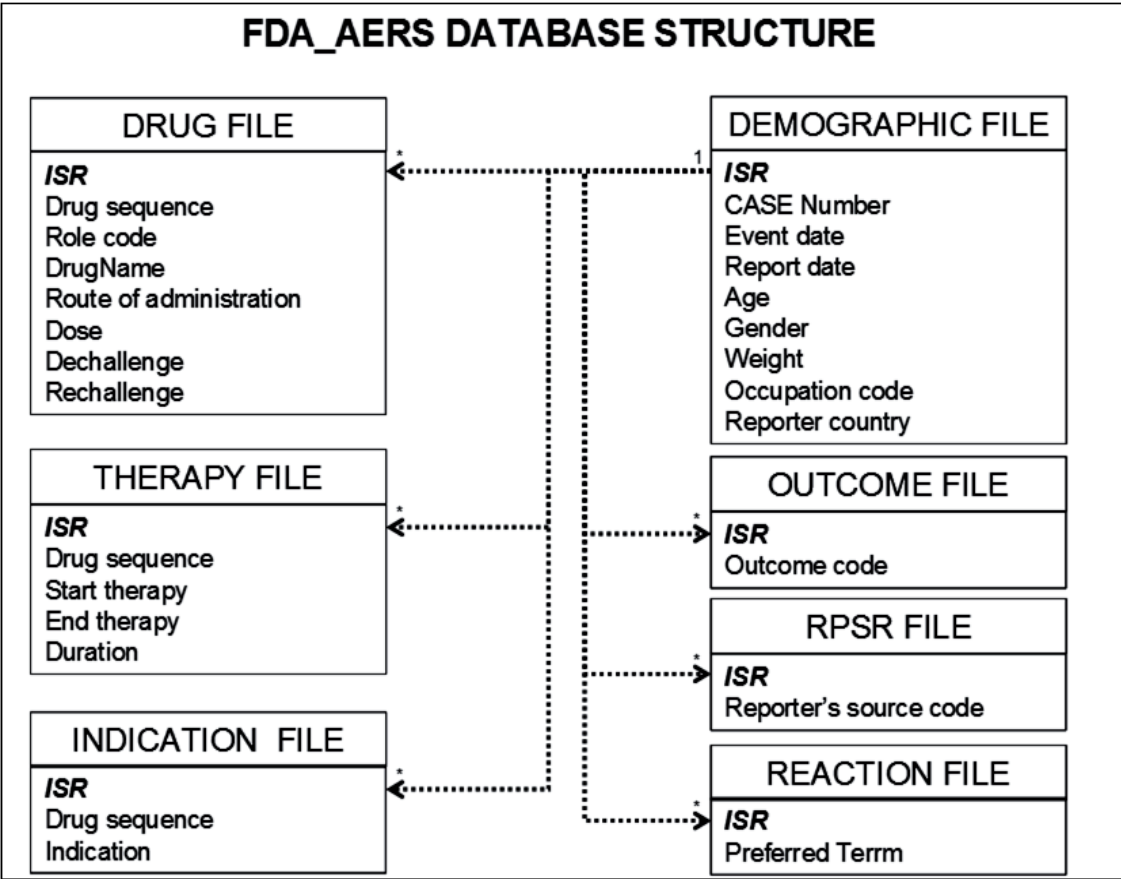 FDA_AERS DATABASE STRUCTURE
DRUG FILE
*
ISR
Drug sequence
Role code
DrugName
Route of administration
Dose
Dechallenge
Rechallenge
THERAPY FILE
*
ISR
Drug sequence
Start therapy
End therapy
Duration
INDICATION FILE
*
ISR
Drug sequence
Indication
DEMOGRAPHIC FILE
1
ISR
CASE Number
Event date
Report date
Age
Gender
Weight
Occupation code
Reporter country
OUTCOME FILE
*
ISR
Outcome code
RPSR FILE
*
ISR
Reporter's source code
REACTION FILE
*
ISR
Preferred Terrm